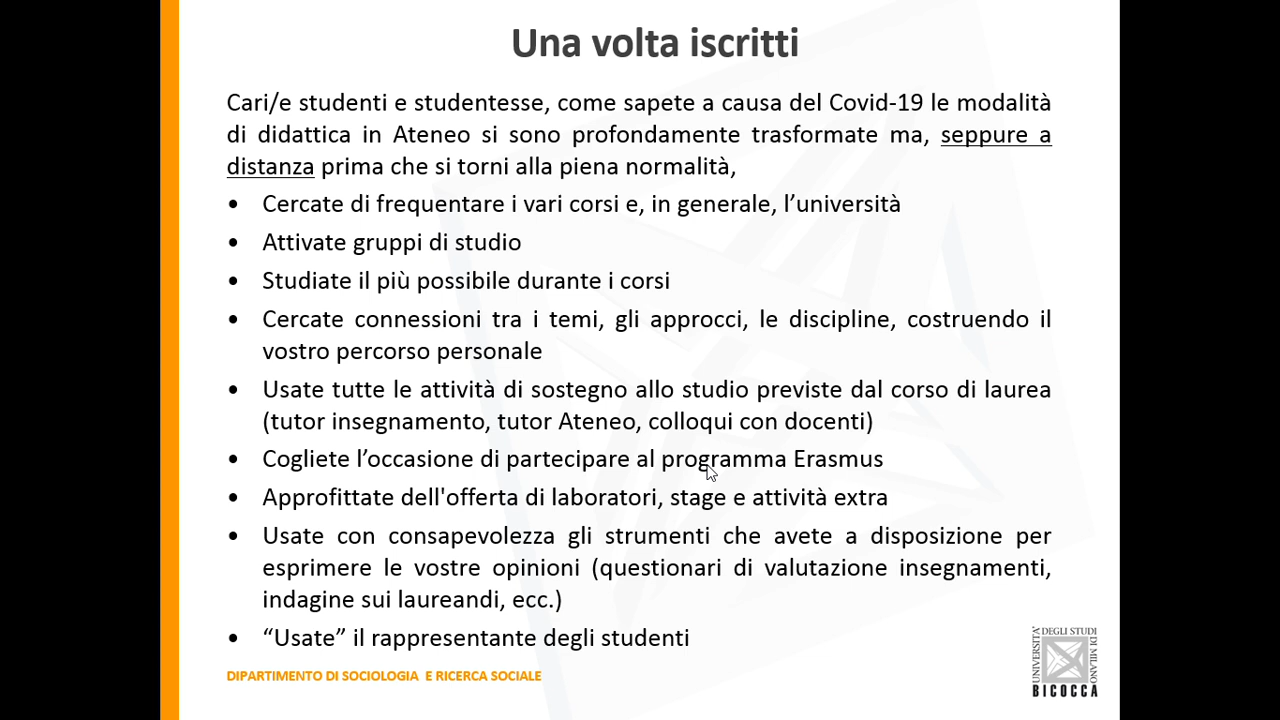 Una volta iscritti
Cari/e studenti e studentesse, come sapete a causa del Covid-19 le modalità
di didattica in Ateneo si sono profondamente trasformate ma, seppure a
distanza prima che si torni alla piena normalità,
• Cercate di frequentare i vari corsi e, in generale, l’università
• Attivate gruppi di studio
• Studiate il più possibile durante i corsi
• Cercate connessioni tra i temi, gli approcci, le discipline, costruendo il
vostro percorso personale
• Usate tutte le attività di sostegno allo studio previste dal corso di laurea
(tutor insegnamento, tutor Ateneo, colloqui con docenti)
• Cogliete l’occasione di partecipare al programma Erasmus
• Approfittate dell'offerta di laboratori, stage e attività extra
• Usate con consapevolezza gli strumenti che avete a disposizione per
esprimere le vostre opinioni (questionari di valutazione insegnamenti,
indagine sui laureandi, ecc.)
• “Usate” il rappresentante degli studenti
DIPARTIMENTO DI SOCIOLOGIA E RICERCA SOCIALE
UNIVERSITA'
DEGLI STUDI
DI MILANO
BICOCCA